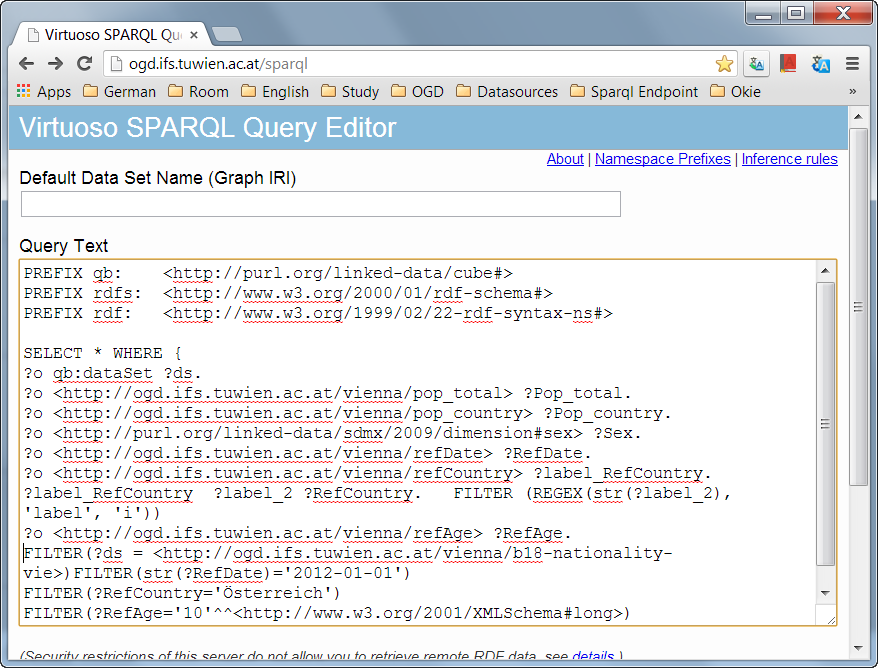 Virtuoso SPARQL Qu
ogd.ifs.tuwien.ac.at/sparql
Apps German Room English Study OGD Datasources Sparql Endpoint Okie »
Virtuoso SPARQL Query Editor
About | Namespace Prefixes | Inference rules
Default Data Set Name (Graph IRI)
Query Text
PREFIX qb: <http://purl.org/linked-data/cube#>
PREFIX rdfs: <http://www.w3.org/2000/01/rdf-schema#>
PREFIX rdf: <http://www.w3.org/1999/02/22-rdf-syntax-ns#>
SELECT * WHERE {
?o qb:dataSet ?ds.
?o <http://ogd.ifs.tuwien.ac.at/vienna/pop_total> ?Pop_total.
?o <http://ogd.ifs.tuwien.ac.at/vienna/pop_country> ?Pop_country.
?o <http://purl.org/linked-data/sdmx/2009/dimension#sex> ?Sex.
?o <http://ogd.ifs.tuwien.ac.at/vienna/refDate> ?RefDate.
?o <http://ogd.ifs.tuwien.ac.at/vienna/refCountry> ?label_RefCountry.
?label_RefCountry ?label_2 ?RefCountry. FILTER (REGEX(str(?label_2),
'label', 'i'))
?o <http://ogd.ifs.tuwien.ac.at/vienna/refAge> ?RefAge.
FILTER(?ds = <http://ogd.ifs.tuwien.ac.at/vienna/b18-nationality-
vie>)FILTER(str(?RefDate)='2012-01-01')
FILTER(?RefCountry='Österreich')
FILTER(?RefAge='10'^^<http://www.w3.org/2001/XMLSchema#long>)
(Security restrictions of this server do not allow you to retrieve remote RDF data, see details.)